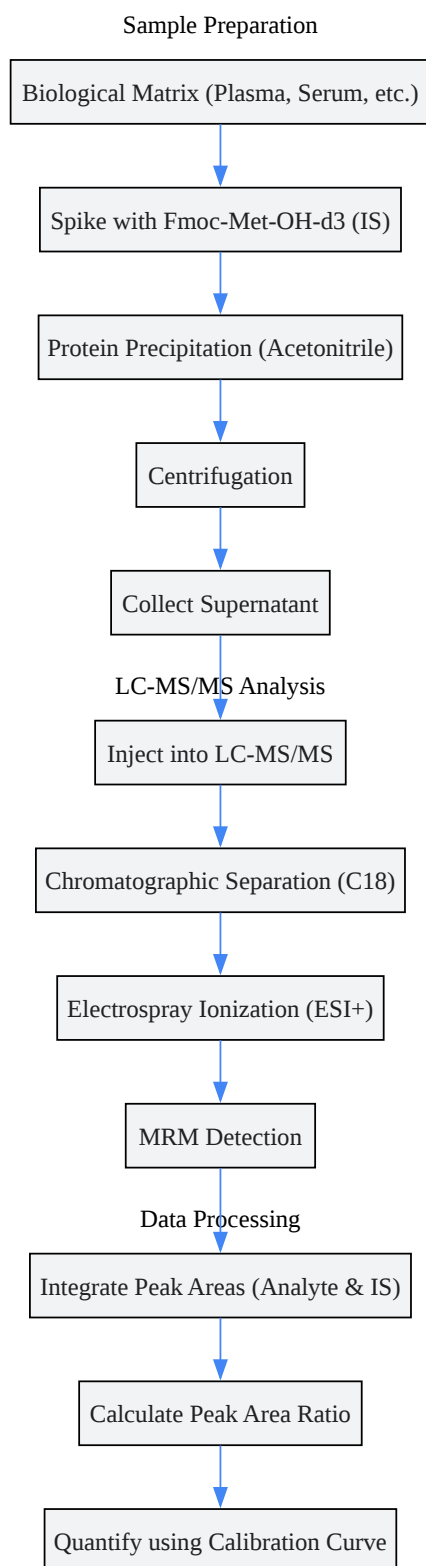 Sample Preparation
Biological Matrix (Plasma, Serum, etc.)
Spike with Fmoc-Met-OH-d3 (IS)
Protein Precipitation (Acetonitrile)
Centrifugation
Collect Supernatant
LC-MS/MS Analysis
Inject into LC-MS/MS
Chromatographic Separation (C18)
Electrospray Ionization (ESI+)
MRM Detection
Data Processing
Integrate Peak Areas (Analyte & IS)
Calculate Peak Area Ratio
Quantify using Calibration Curve